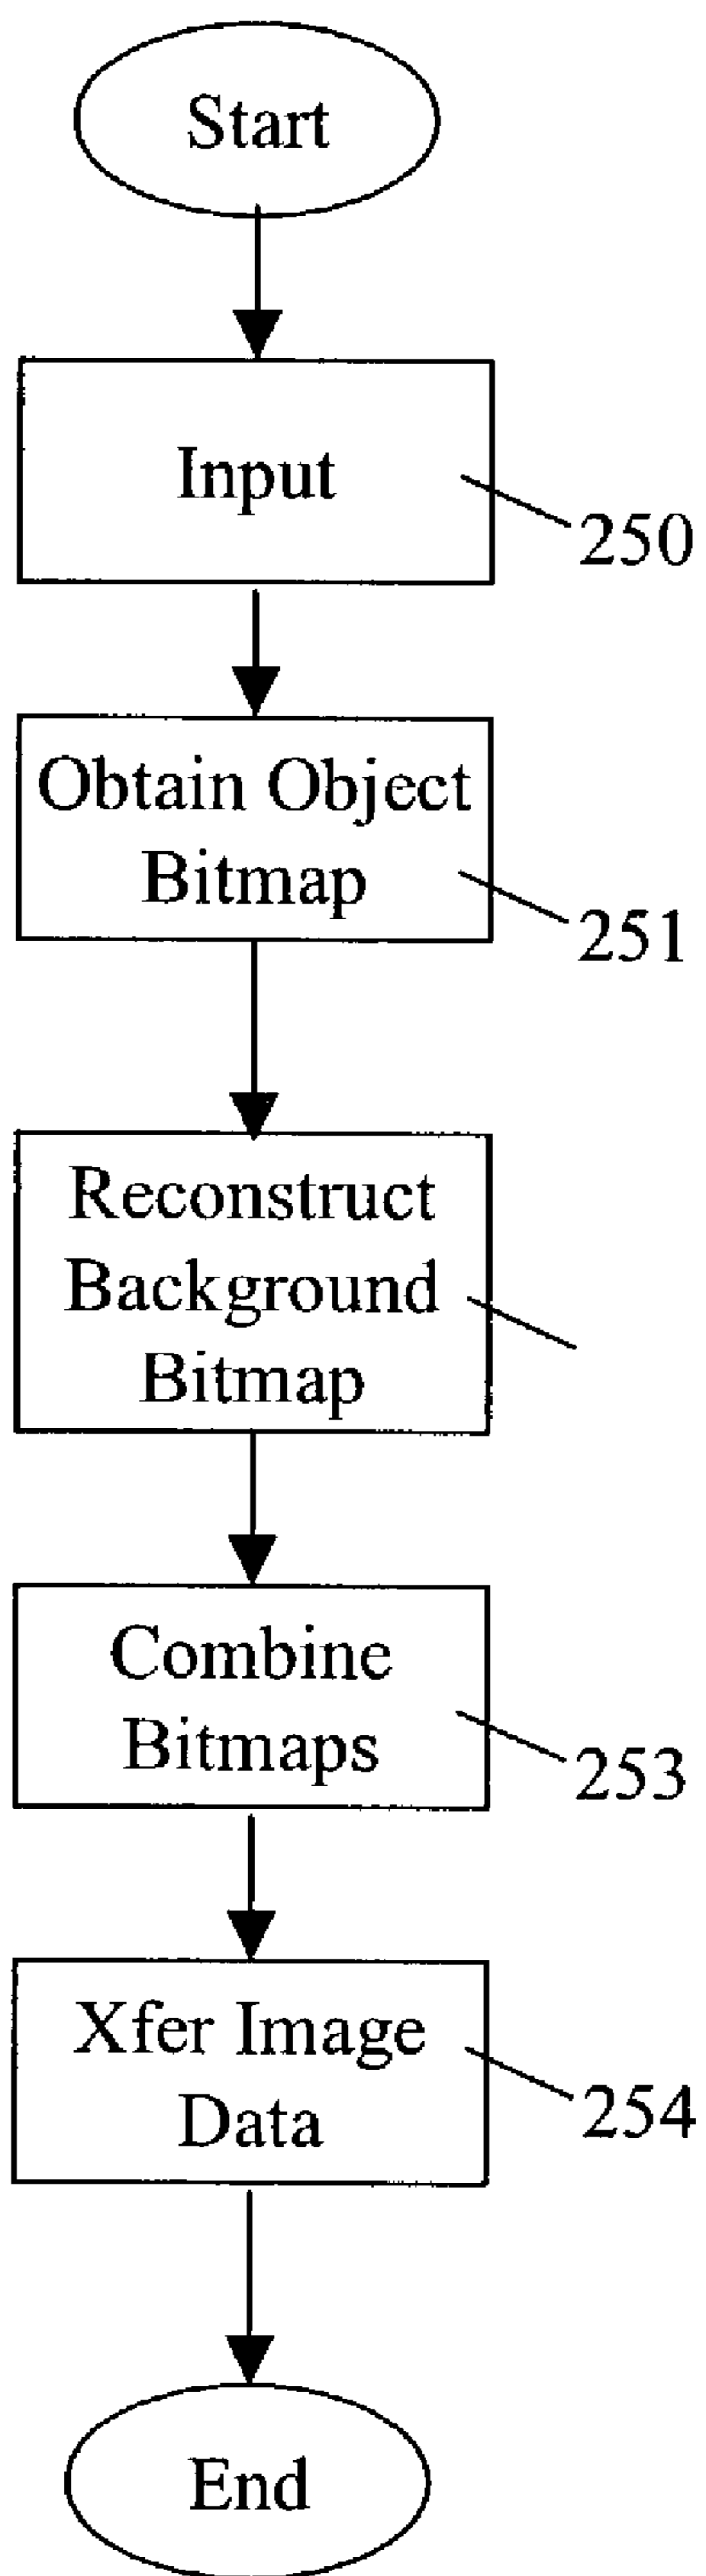 Start
Input
250
Obtain Object
Bitmap
251
Reconstruct
Background
Bitmap
Combine
Bitmaps
253
Xfer Image
Data
254
End